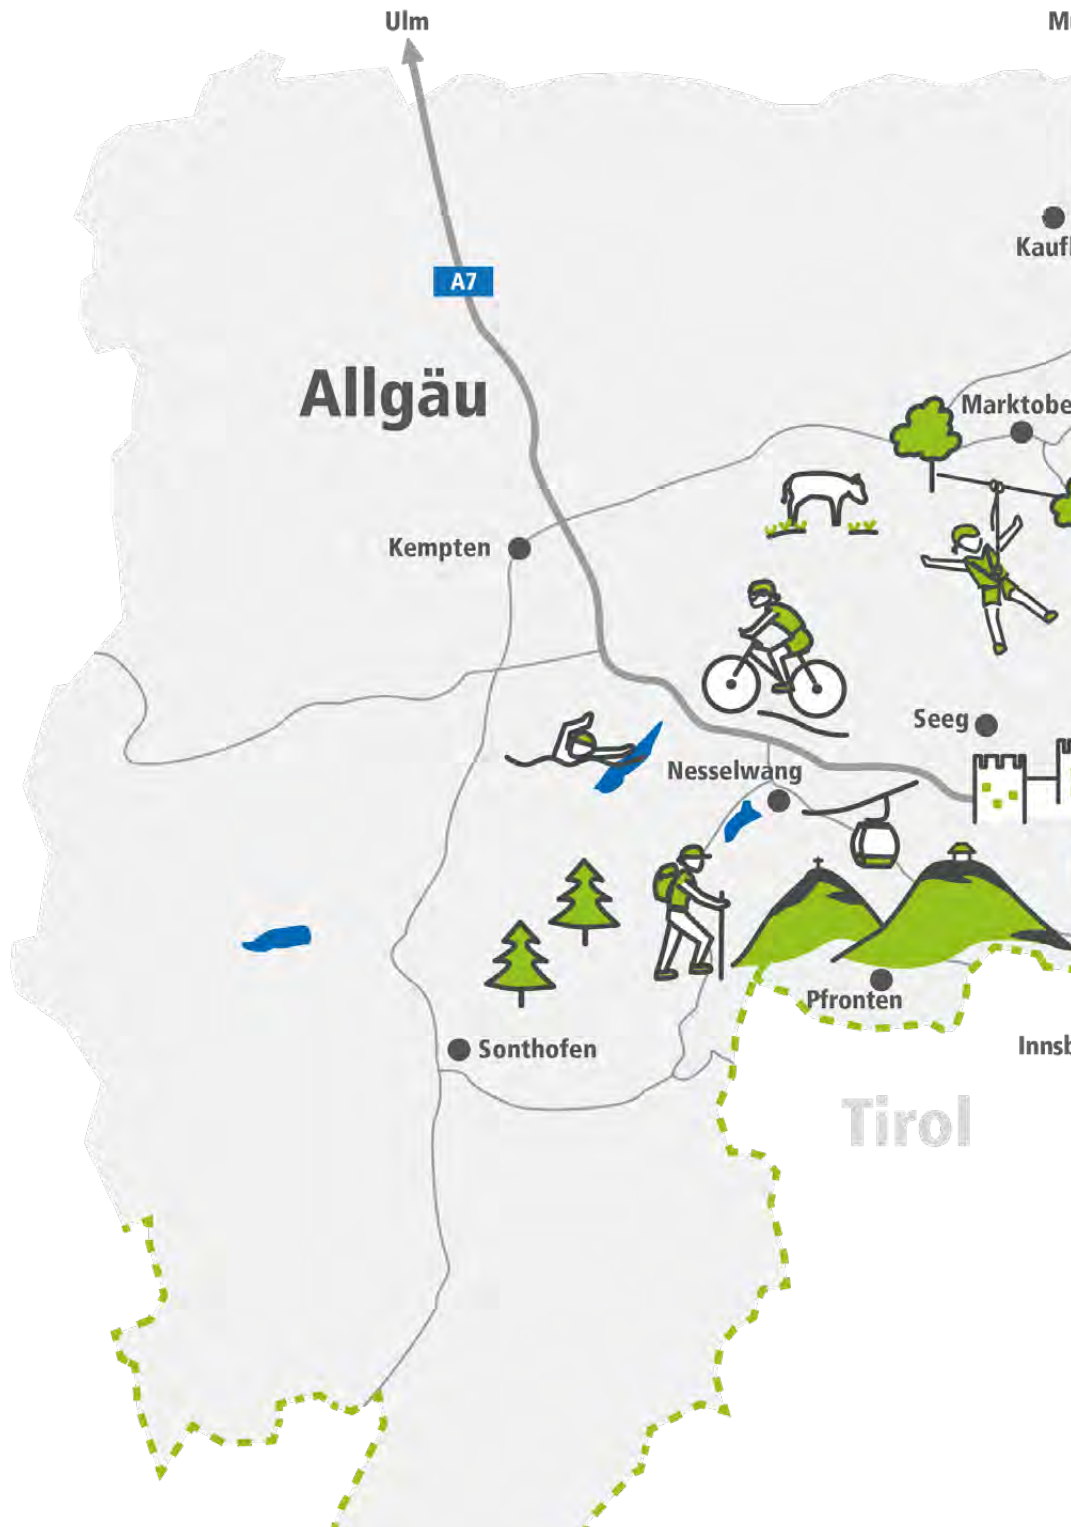 Ulm
A7
Allgäu
Kempten
Seeg
Nesselwang
Pfronten
Sonthofen
Tirol